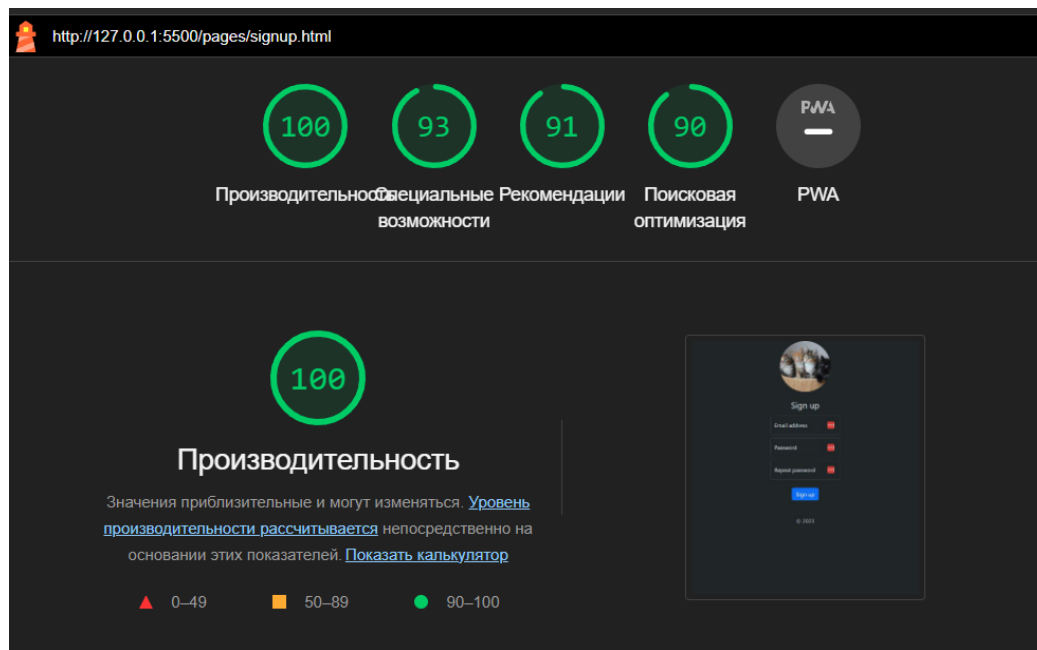 http://127.0.0.1:5500/pages/signup.html
100
93
91
90
PWA
Производительность
Специальные
возможности
Рекомендации
Поисковая
оптимизация
PWA
100
Производительность
Значения приблизительные и могут изменяться. Уровень
производительности рассчитывается непосредственно на
основании этих показателей. Показать калькулятор
0–49
50–89
90–100
Sign up
Email address
Password
Repeat password
Sign up
© 2021